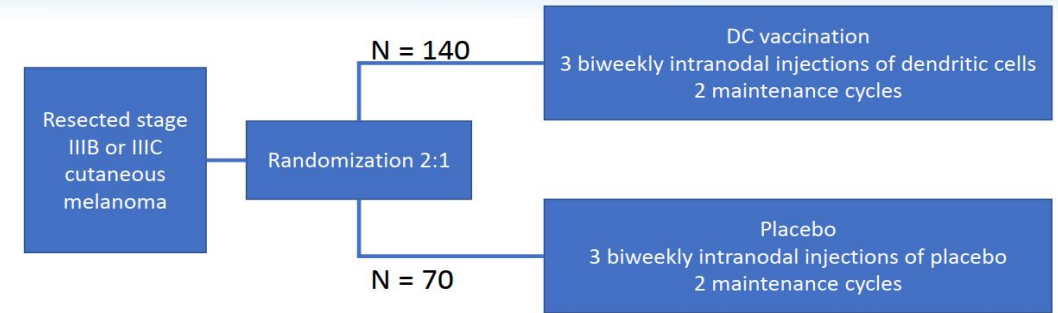 Resected stage
IIIB or IIIC
cutaneous
melanoma
Randomization 2:1
N = 140
DC vaccination
3 biweekly intranodal injections of dendritic cells
2 maintenance cycles
N = 70
Placebo
3 biweekly intranodal injections of placebo
2 maintenance cycles